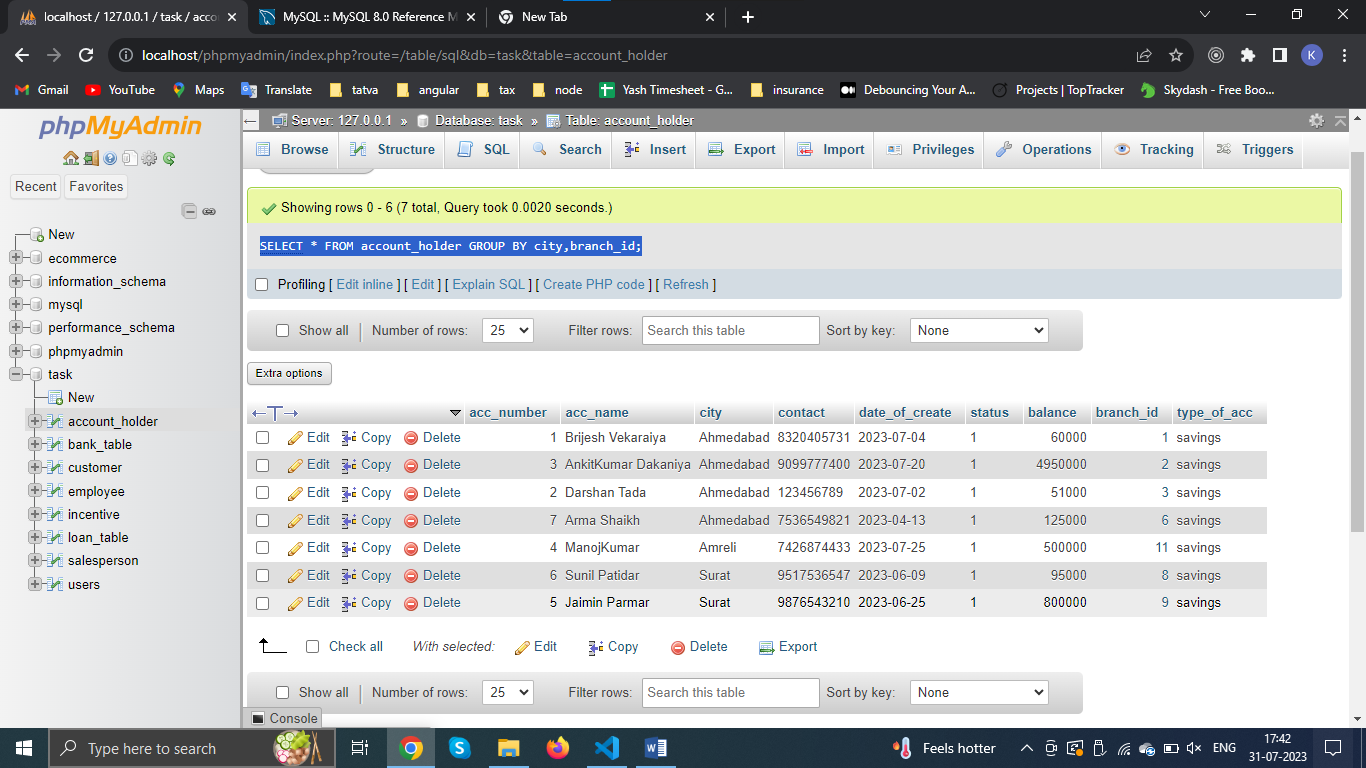 localhost / 127.0.0.1 / task / acco
MySQL :: MySQL 8.0 Reference M
New Tab
localhost/phpmyadmin/index.php?route=/table/sql&db=task&table=account_holder
K
Gmail YouTube Maps Translate tatva angular tax node Yash Timesheet - G... insurance Debouncing Your A... Projects | TopTracker Skydash - Free Boo...
phpMyAdmin
Recent Favorites
New
ecommerce
information_schema
mysql
performance_schema
phpmyadmin
task
New
account_holder
bank_table
customer
employee
incentive
loan_table
salesperson
users
Server: 127.0.0.1 » Database: task » Table: account_holder
Browse Structure SQL Search Insert Export Import Privileges Operations Tracking Triggers
Showing rows 0 - 6 (7 total, Query took 0.0020 seconds.)
SELECT * FROM account_holder GROUP BY city,branch_id;
Profiling [ Edit inline ] [ Edit ] [ Explain SQL ] [ Create PHP code ] [ Refresh ]
Show all | Number of rows: 25 Filter rows: Search this table Sort by key: None
Extra options
acc_number acc_name city contact date_of_create status balance branch_id type_of_acc
Edit Copy Delete 1 Brijesh Vekaraiya Ahmedabad 8320405731 2023-07-04 1 60000 1 savings
Edit Copy Delete 3 AnkitKumar Dakaniya Ahmedabad 9099777400 2023-07-20 1 4950000 2 savings
Edit Copy Delete 2 Darshan Tada Ahmedabad 123456789 2023-07-02 1 51000 3 savings
Edit Copy Delete 7 Arma Shaikh Ahmedabad 7536549821 2023-04-13 1 125000 6 savings
Edit Copy Delete 4 ManojKumar Amreli 7426874433 2023-07-25 1 500000 11 savings
Edit Copy Delete 6 Sunil Patidar Surat 9517536547 2023-06-09 1 95000 8 savings
Edit Copy Delete 5 Jaimin Parmar Surat 9876543210 2023-06-25 1 800000 9 savings
Check all With selected: Edit Copy Delete Export
Show all | Number of rows: 25 Filter rows: Search this table Sort by key: None
Console
Type here to search
Feels hotter
ENG
17:42
31-07-2023